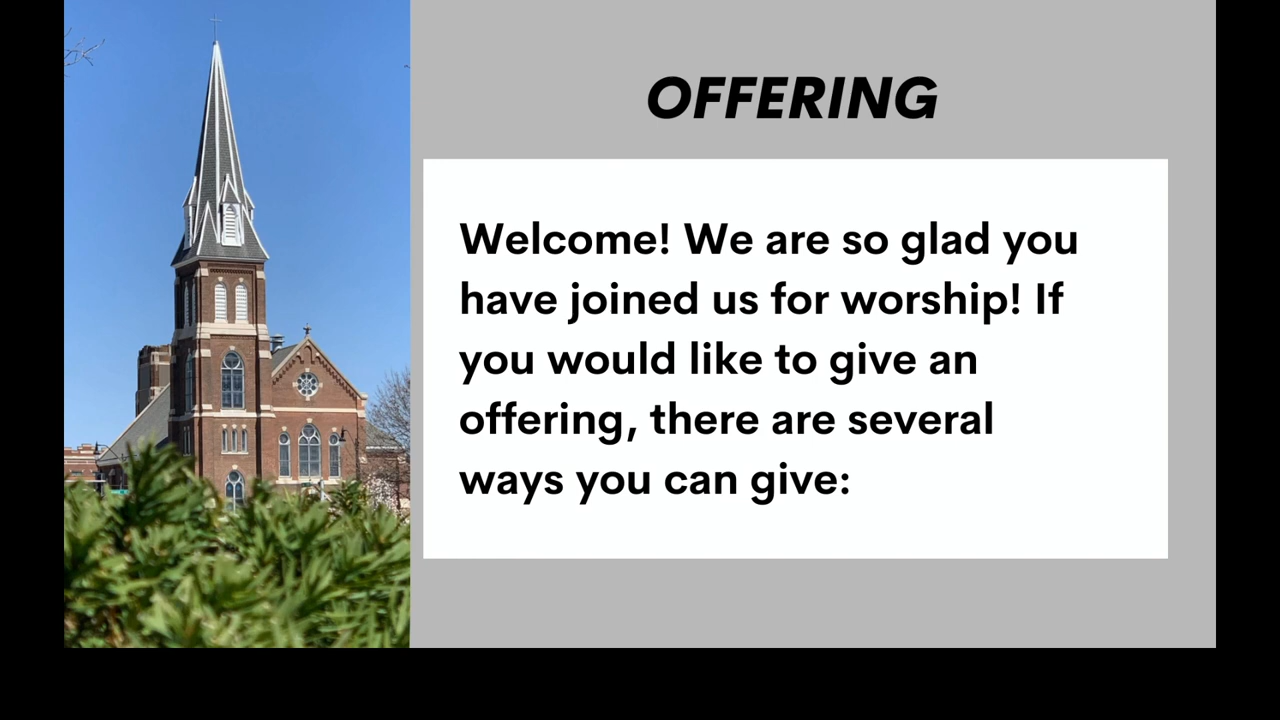 OFFERING
Welcome! We are so glad you
have joined us for worship! If
you would like to give an
offering, there are several
ways you can give: